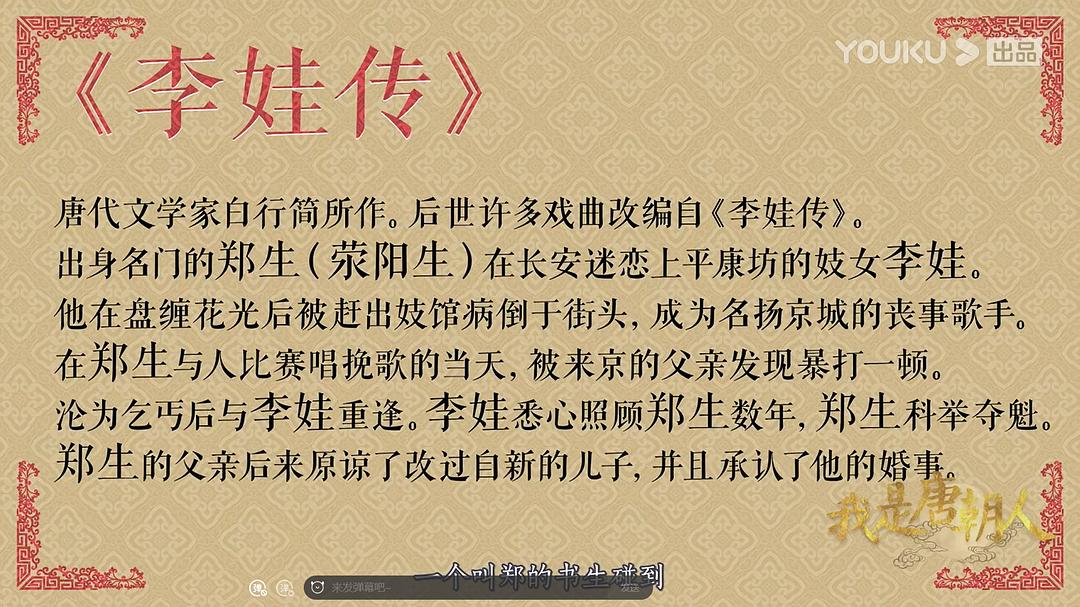 《李娃传》
YOUKU 出品
唐代文学家白行简所作。后世许多戏曲改编自《李娃传》。
出身名门的郑生(荥阳生)在长安迷恋上平康坊的妓女李娃。
他在盘缠花光后被赶出妓馆病倒于街头,成为名扬京城的丧事歌手。
在郑生与人比赛唱挽歌的当天,被来京的父亲发现暴打一顿。
沦为乞丐后与李娃重逢。李娃悉心照顾郑生数年,郑生科举夺魁。
郑生的父亲后来原谅了改过自新的儿子,并且承认了他的婚事。
我是唐朝人
弹 弹 来发弹幕吧~ 发送
一个叫郑的书生碰到